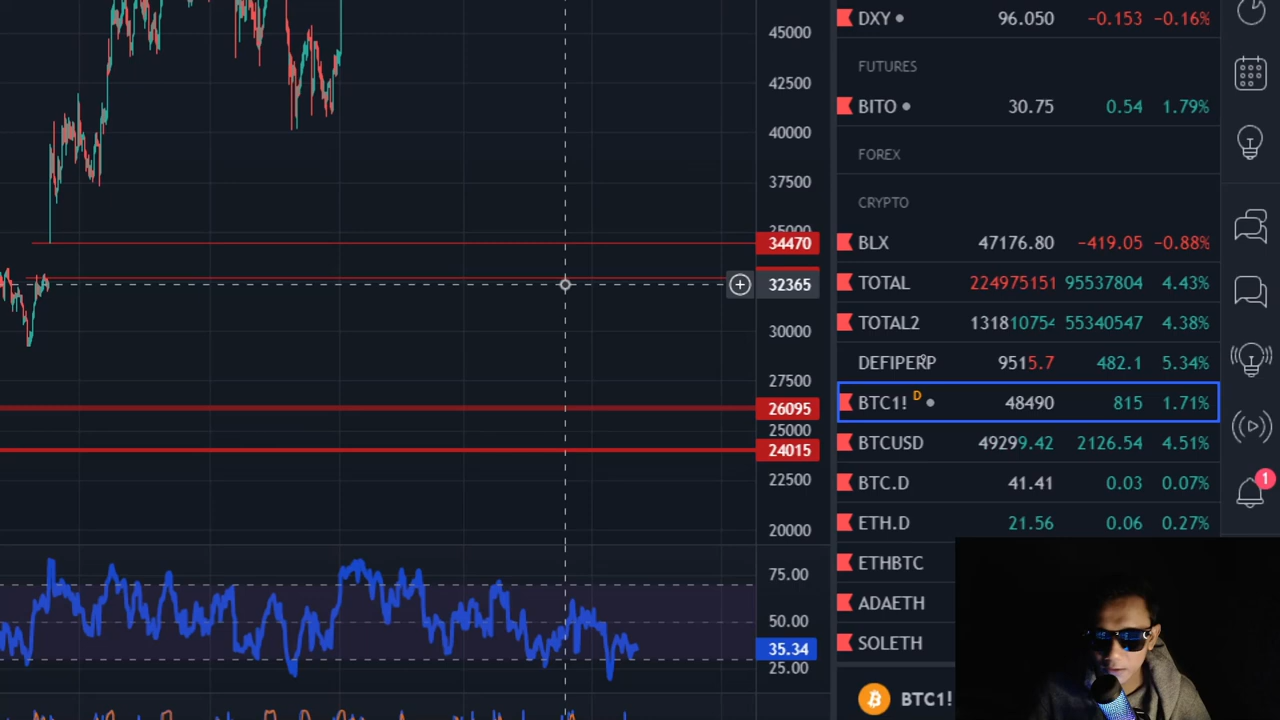 45000
42500
40000
37500
35000
34470
32365
30000
27500
26095
25000
24015
22500
20000
75.00
50.00
35.34
25.00
DXY 96.050 -0.153 -0.16%
FUTURES
BITO 30.75 0.54 1.79%
FOREX
CRYPTO
BLX 47176.80 -419.05 -0.88%
TOTAL 224975151 95537804 4.43%
TOTAL2 131810754 55340547 4.38%
DEFIPERP 9515.7 482.1 5.34%
BTC1! D 48490 815 1.71%
BTCUSD 49299.42 2126.54 4.51%
BTC.D 41.41 0.03 0.07%
ETH.D 21.56 0.06 0.27%
ETHBTC
ADAETH
SOLETH
BTC1!
1